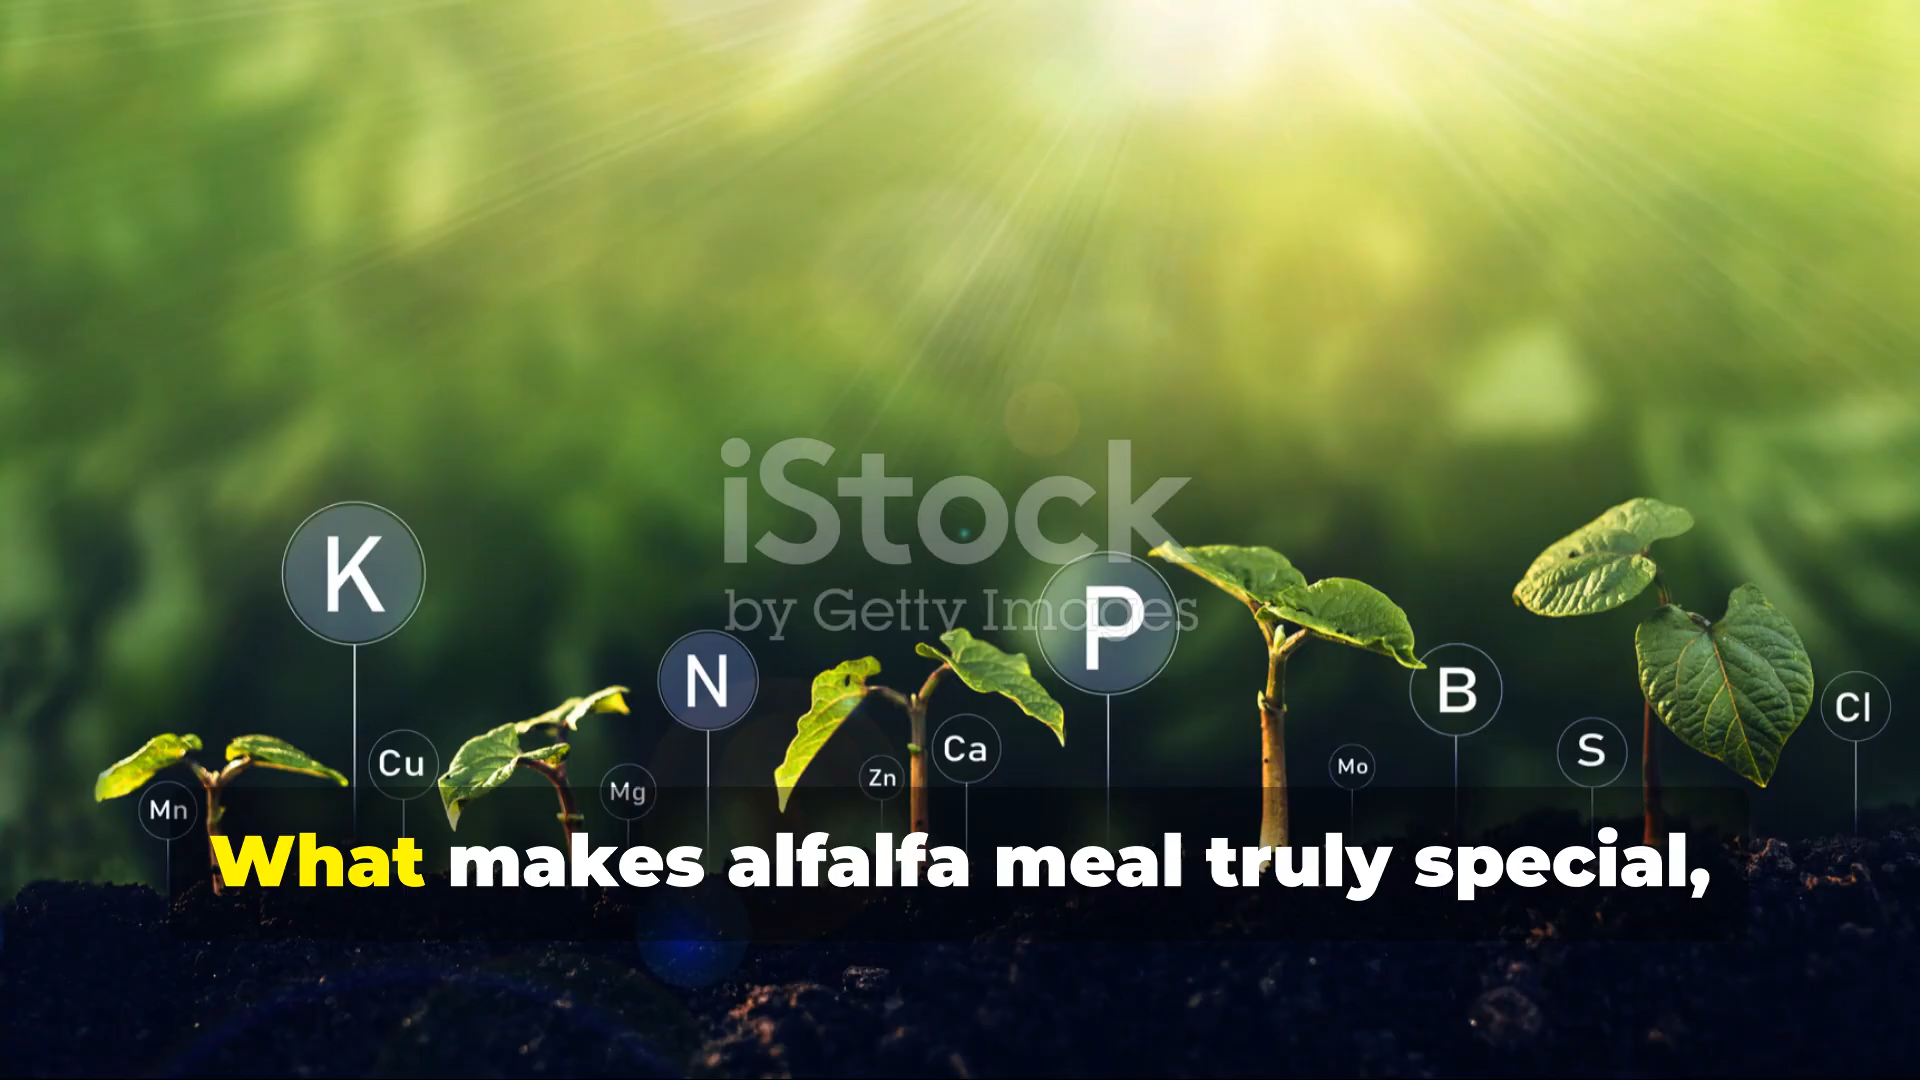 iStock
by Getty Images
K
N
P
B
Cl
Cu
Mg
Zn
Ca
Mo
S
Mn
What makes alfalfa meal truly special,